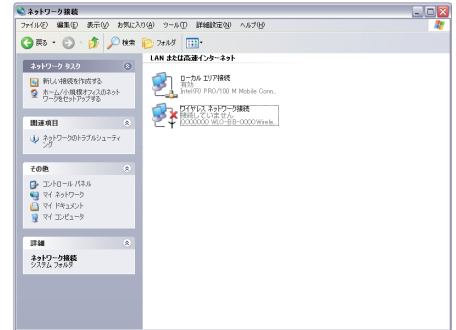 ネットワーク接続
ファイル(F) 編集(E) 表示(V) お気に入り(A) ツール(T) 詳細設定(N) ヘルプ(H)
戻る 検索 フォルダ
ネットワーク タスク
新しい接続を作成する
ホーム/小規模オフィスのネット
ワークをセットアップする
関連項目
ネットワークのトラブルシューティ
ング
その他
コントロール パネル
マイ ネットワーク
マイ ドキュメント
マイ コンピュータ
詳細
ネットワーク接続
システム フォルダ
LAN または高速インターネット
ローカル エリア接続
有効
Intel(R) PRO/100 M Mobile Conn...
ワイヤレス ネットワーク接続
接続していません
OOOOOOO WLO-BB-OOOOWirele...